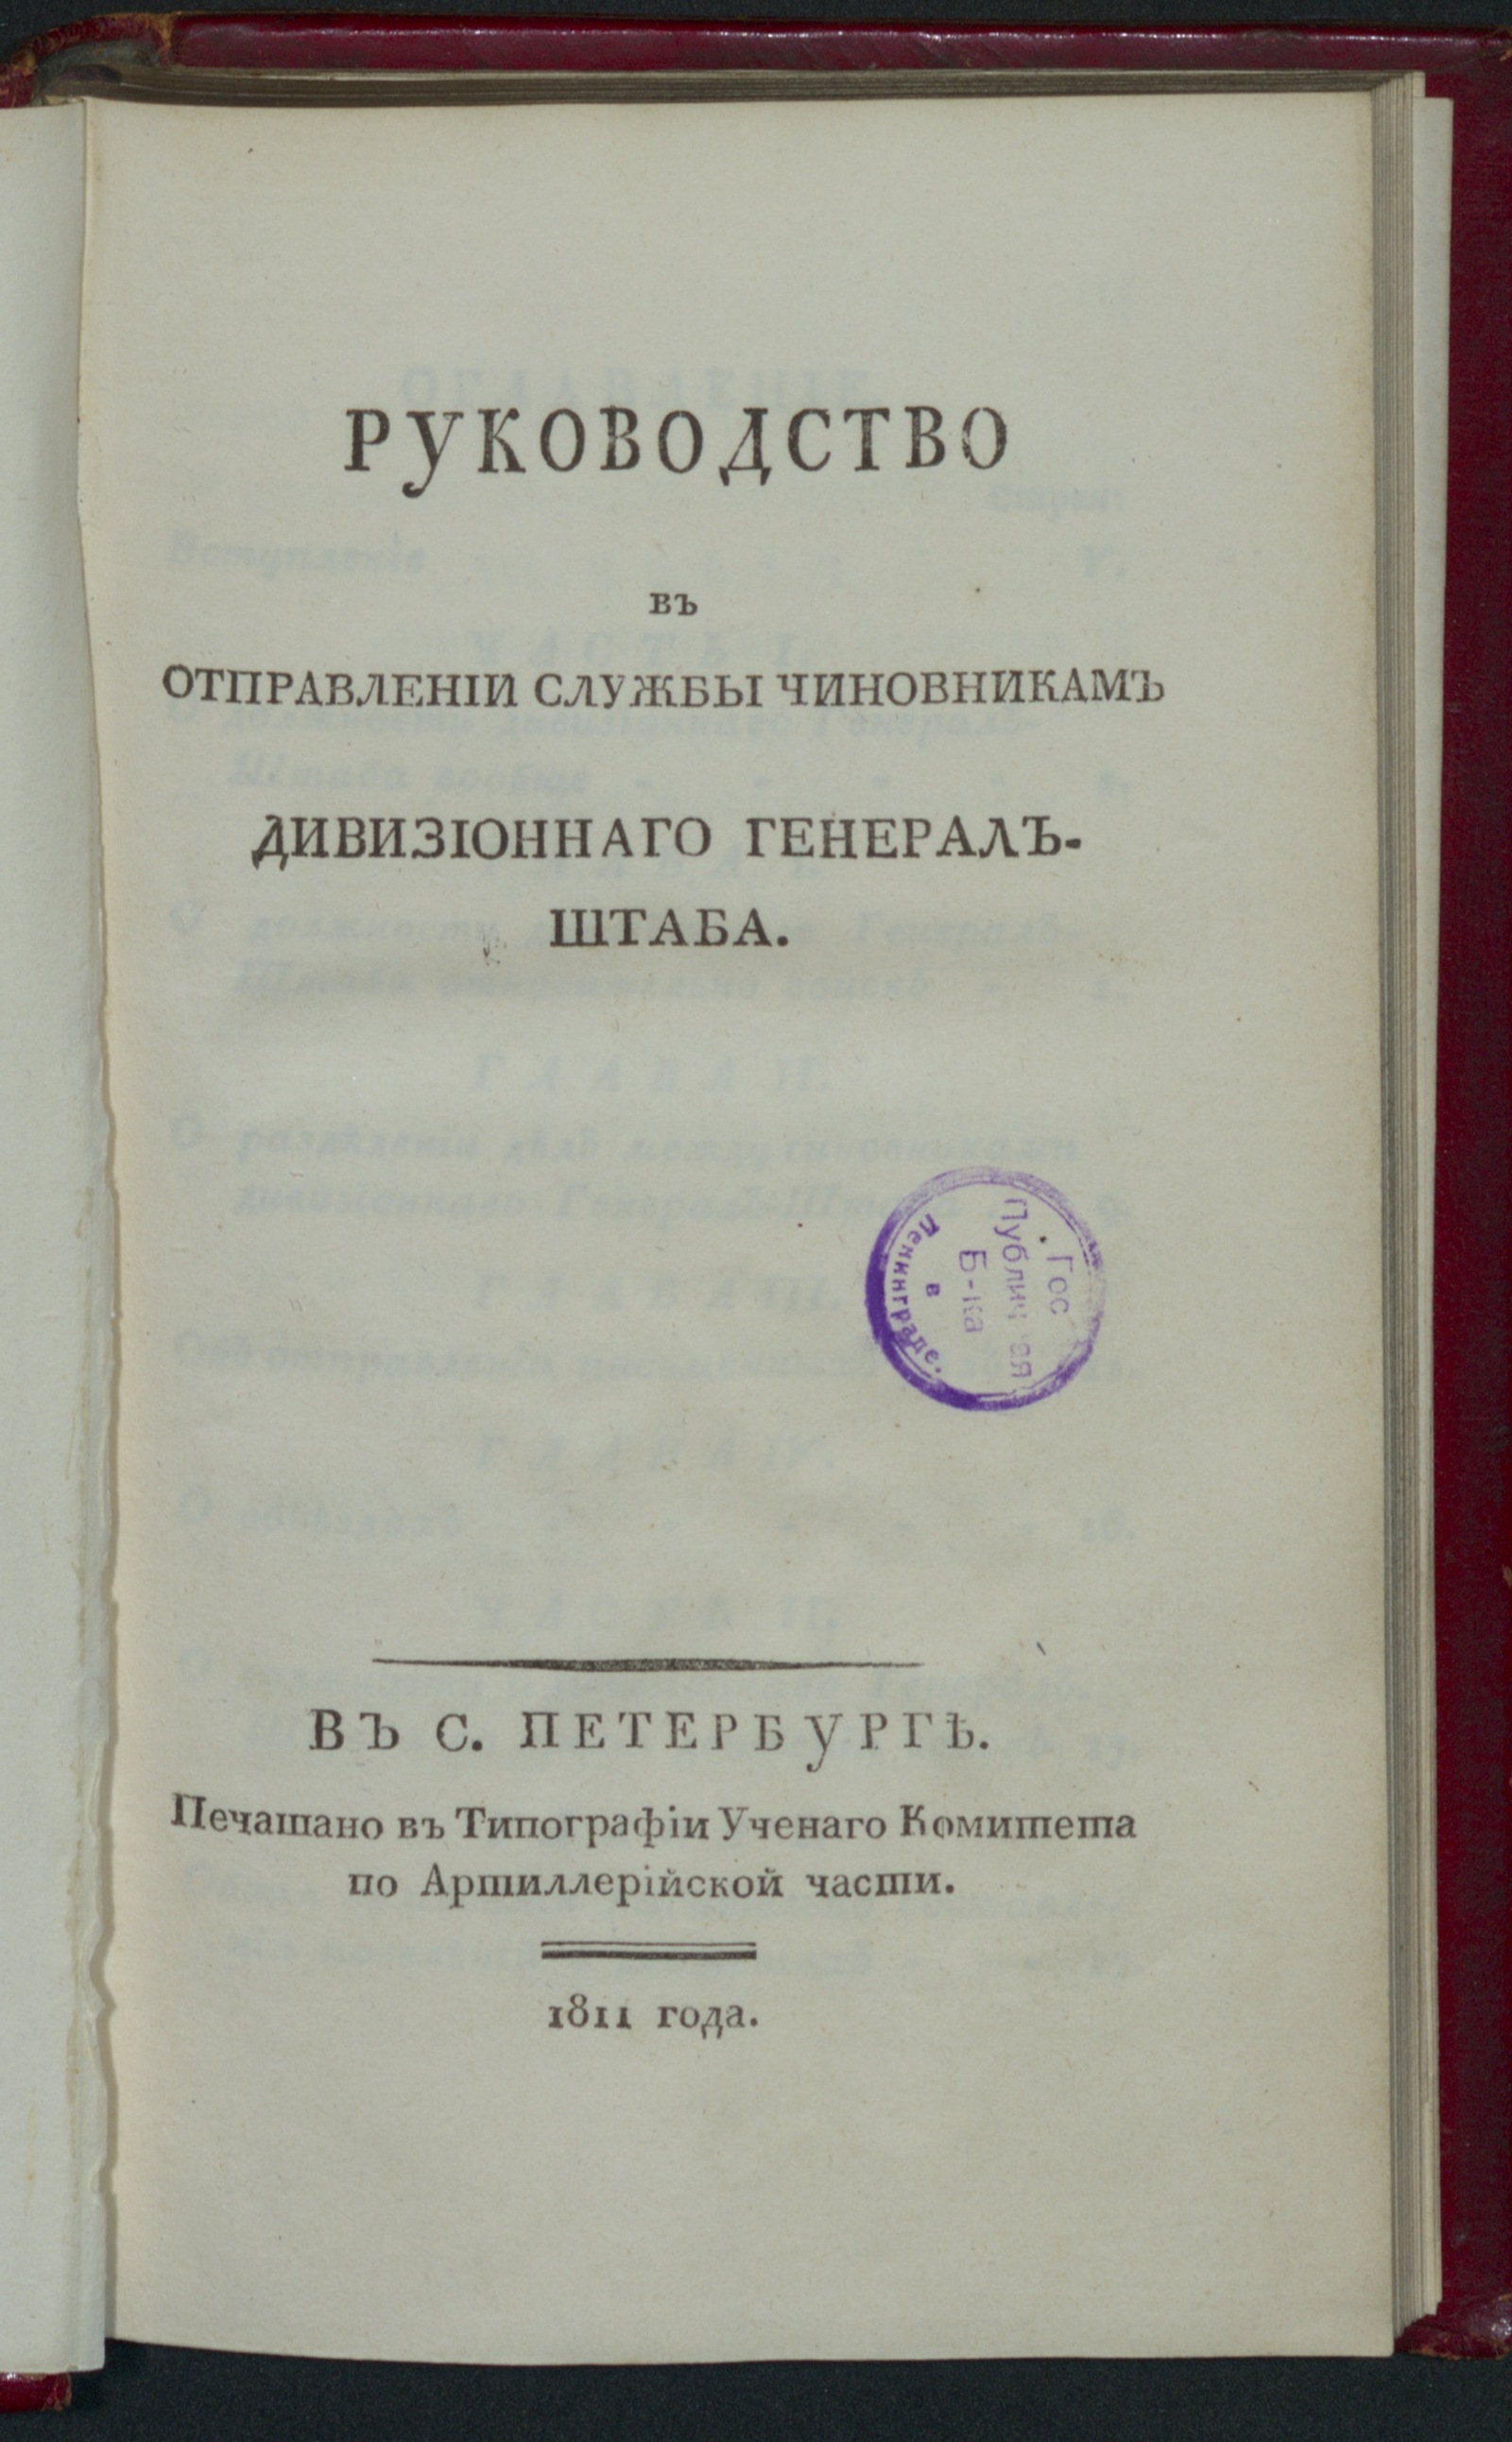 РУКОВОДСТВО
въ
ОТПРАВЛЕНІИ СЛУЖБЫ ЧИНОВНИКАМЪ
ДИВИЗІОННАГО ГЕНЕРАЛЪ-
ШТАБА.
Гос
Б-ка
в
Ленинграде.
ВЪ С. ПЕТЕРБУРГѢ.
Печатано въ Типографіи Ученаго Комитета
по Артиллерійской части.
1811 года.